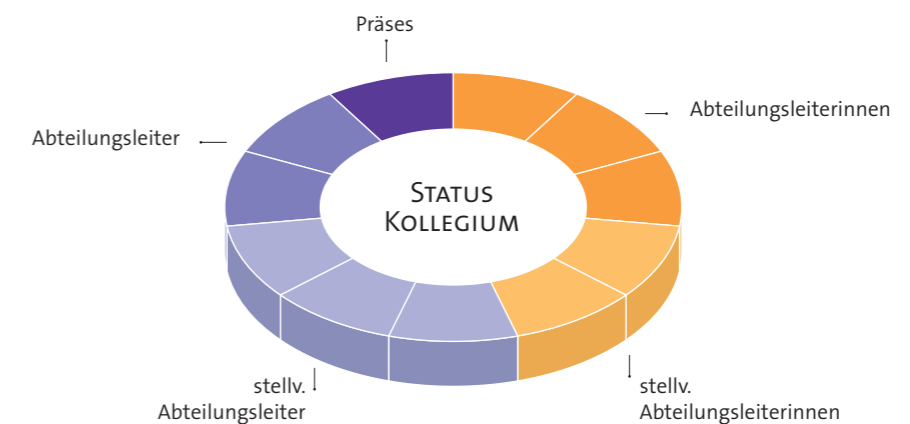 Präses
Abteilungsleiterinnen
Abteilungsleiter
STATUS
KOLLEGIUM
stellv.
Abteilungsleiter
stellv.
Abteilungsleiterinnen